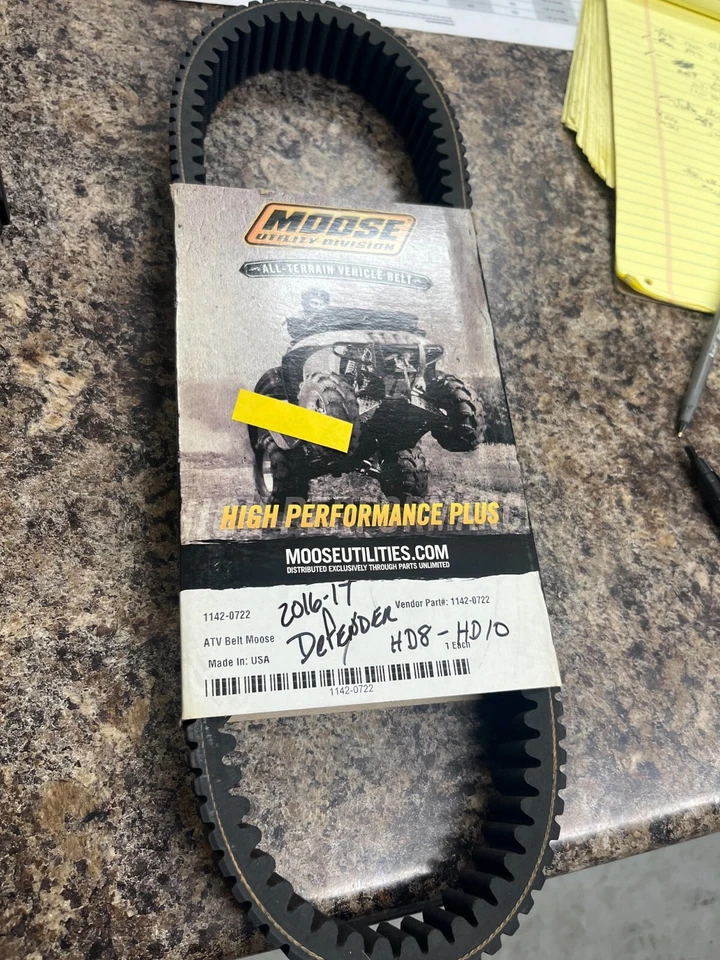 MOOSE
UTILITY DIVISION
ALL-TERRAIN VEHICLE BELT
HIGH PERFORMANCE PLUS
MOOSEUTILITIES.COM
DISTRIBUTED EXCLUSIVELY THROUGH PARTS UNLIMITED
1142-0722
2016-17
Vendor Part#: 1142-0722
ATV Belt Moose
DeFender
HD8-HD10
Made In: USA
1 Each
1142-0722